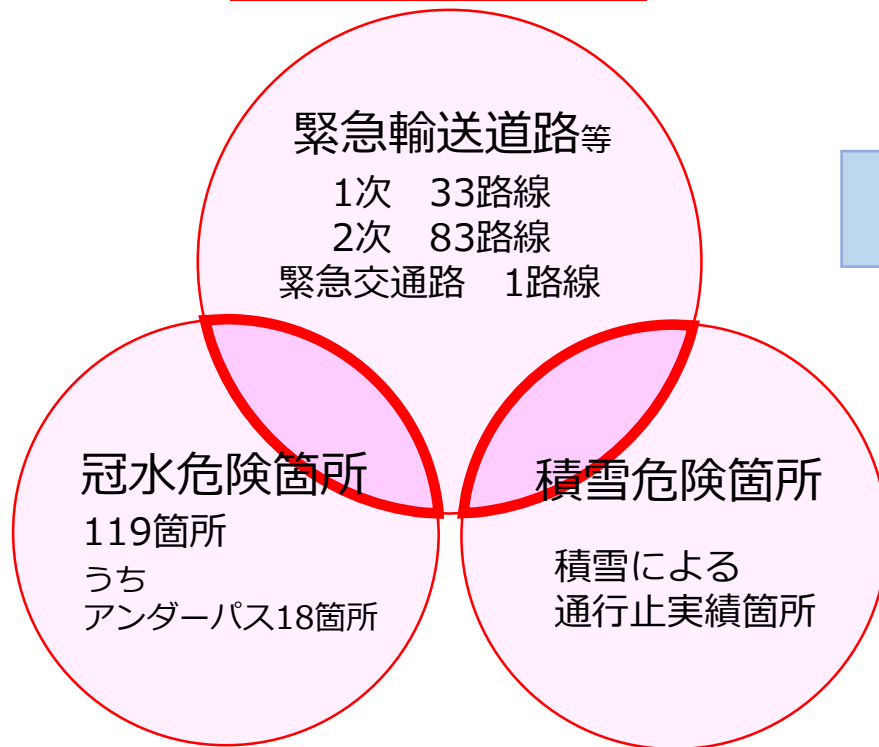 緊急輸送道路等
1次　33路線
2次　83路線
緊急交通路　1路線
冠水危険箇所
119箇所
うち
アンダーパス18箇所
積雪危険箇所
積雪による
通行止実績箇所